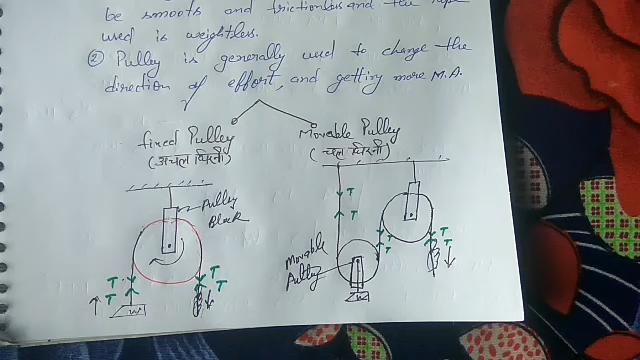 be smooth and frictionless and the rope
used is weightless.
② Pulley is generally used to change the
direction of effort, and getting more M.A.
fixed Pulley
(अचल घिरनी)
Movable Pulley
(चल घिरनी)
Pulley
Block
Movable
Pulley
T
T
T
T
W
T
T
T
T
T
T
W